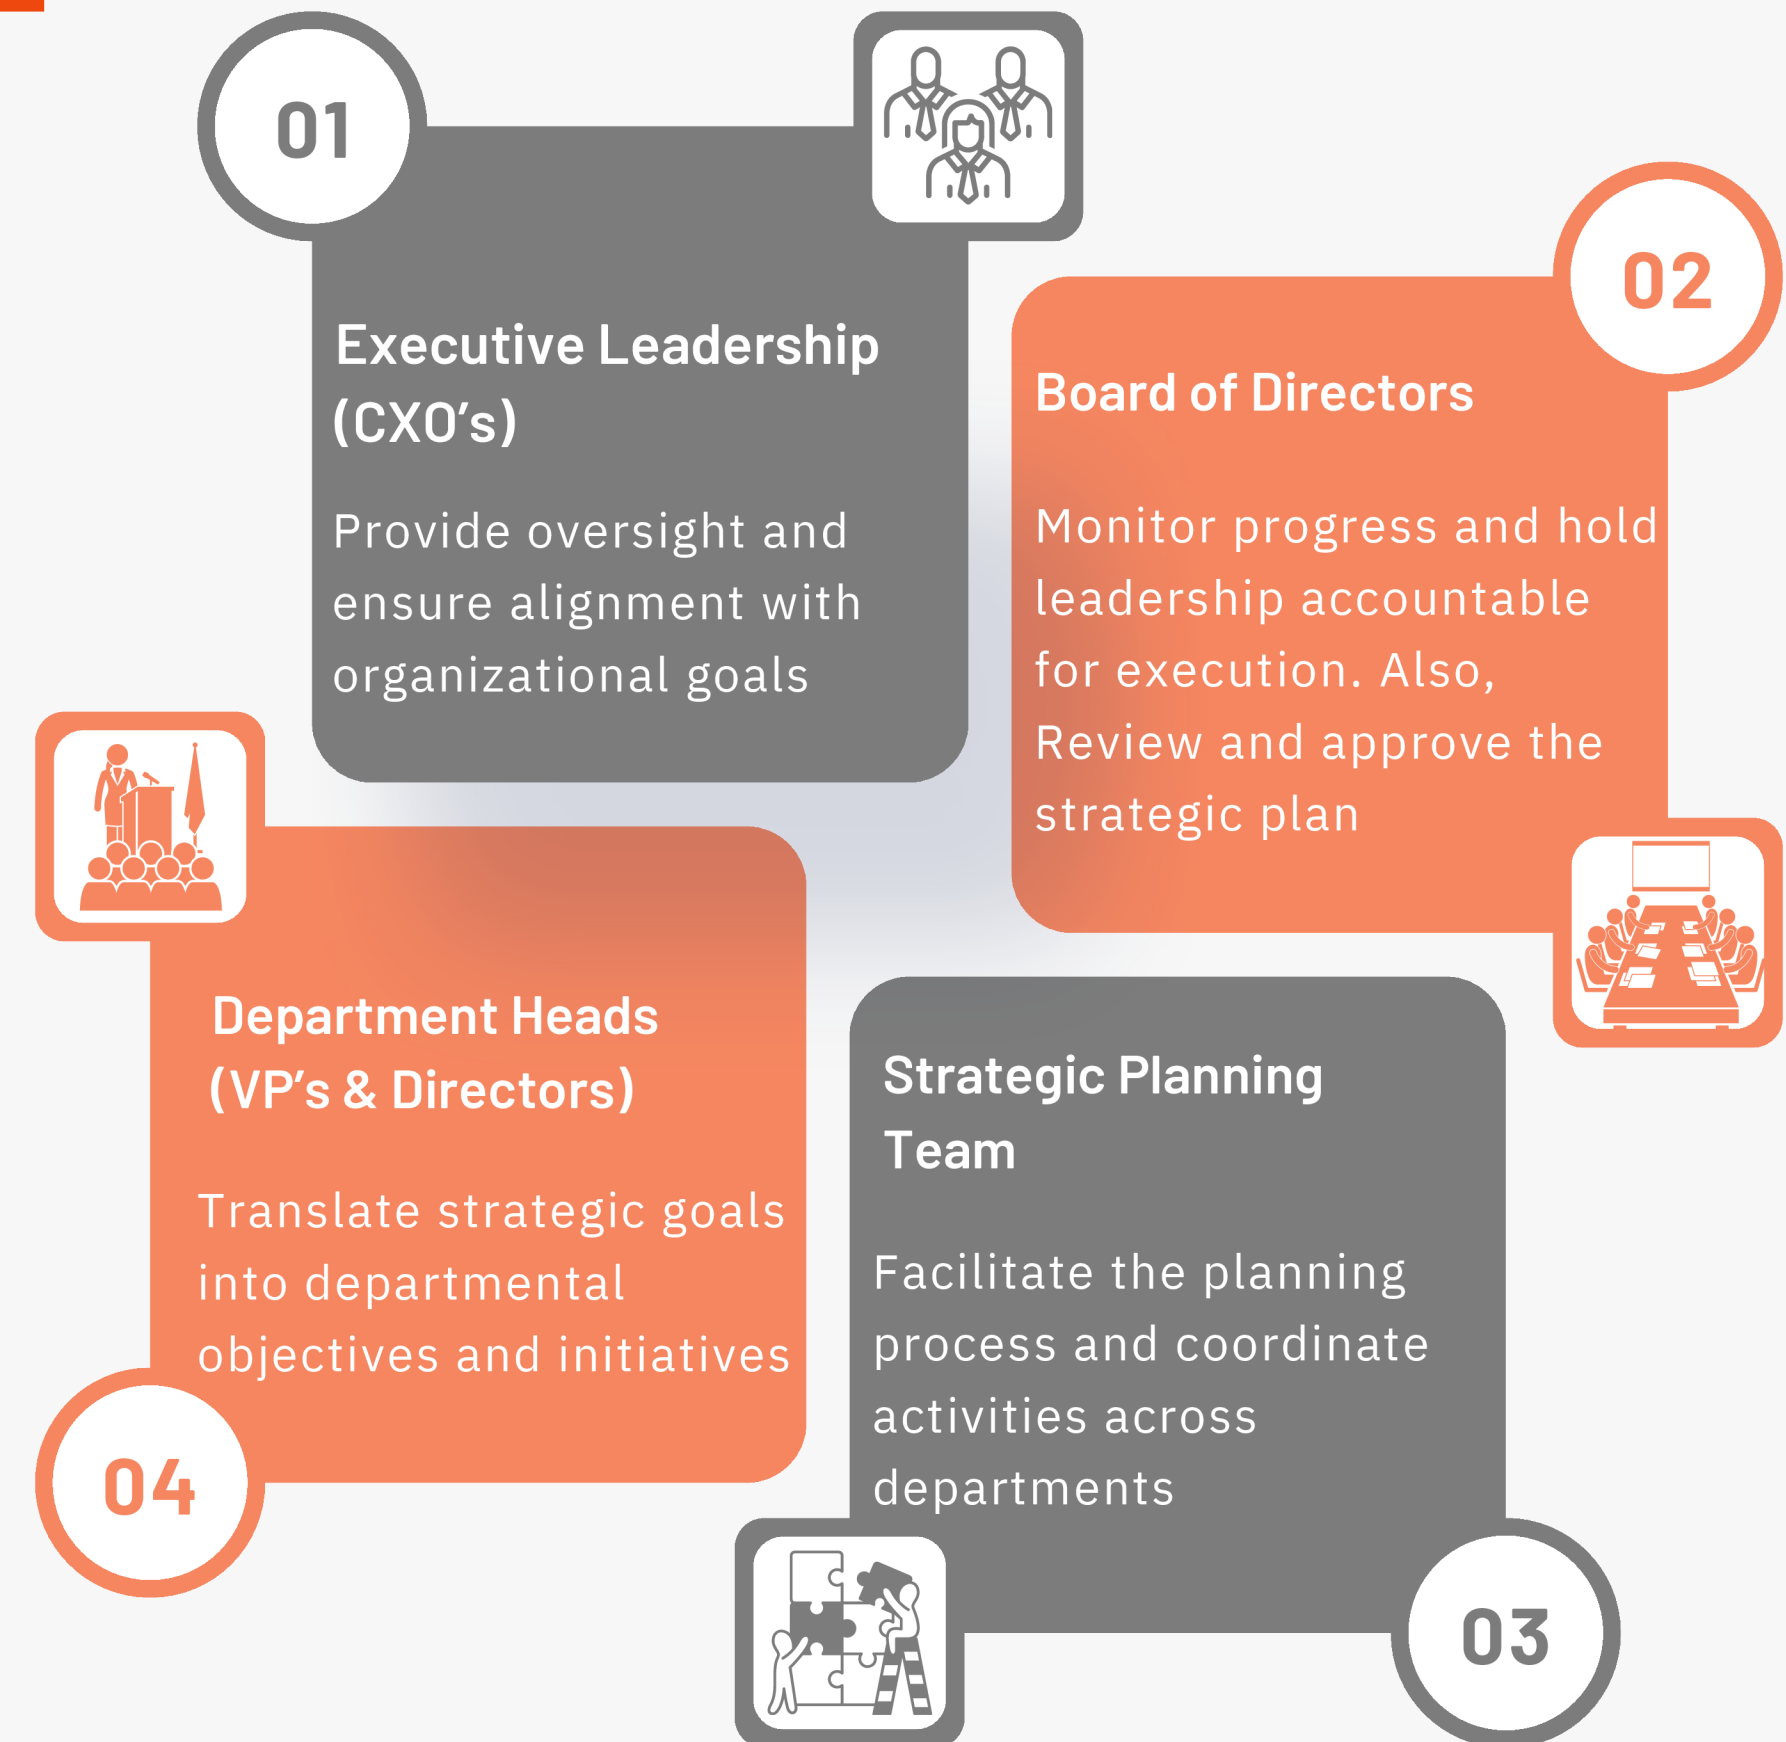 01
Executive Leadership
(CXO's)
Provide oversight and
ensure alignment with
organizational goals
02
Board of Directors
Monitor progress and hold
leadership accountable
for execution. Also,
Review and approve the
strategic plan
Strategic Planning
Team
Facilitate the planning
process and coordinate
activities across
departments
03
Department Heads
(VP's & Directors)
Translate strategic goals
into departmental
objectives and initiatives
04